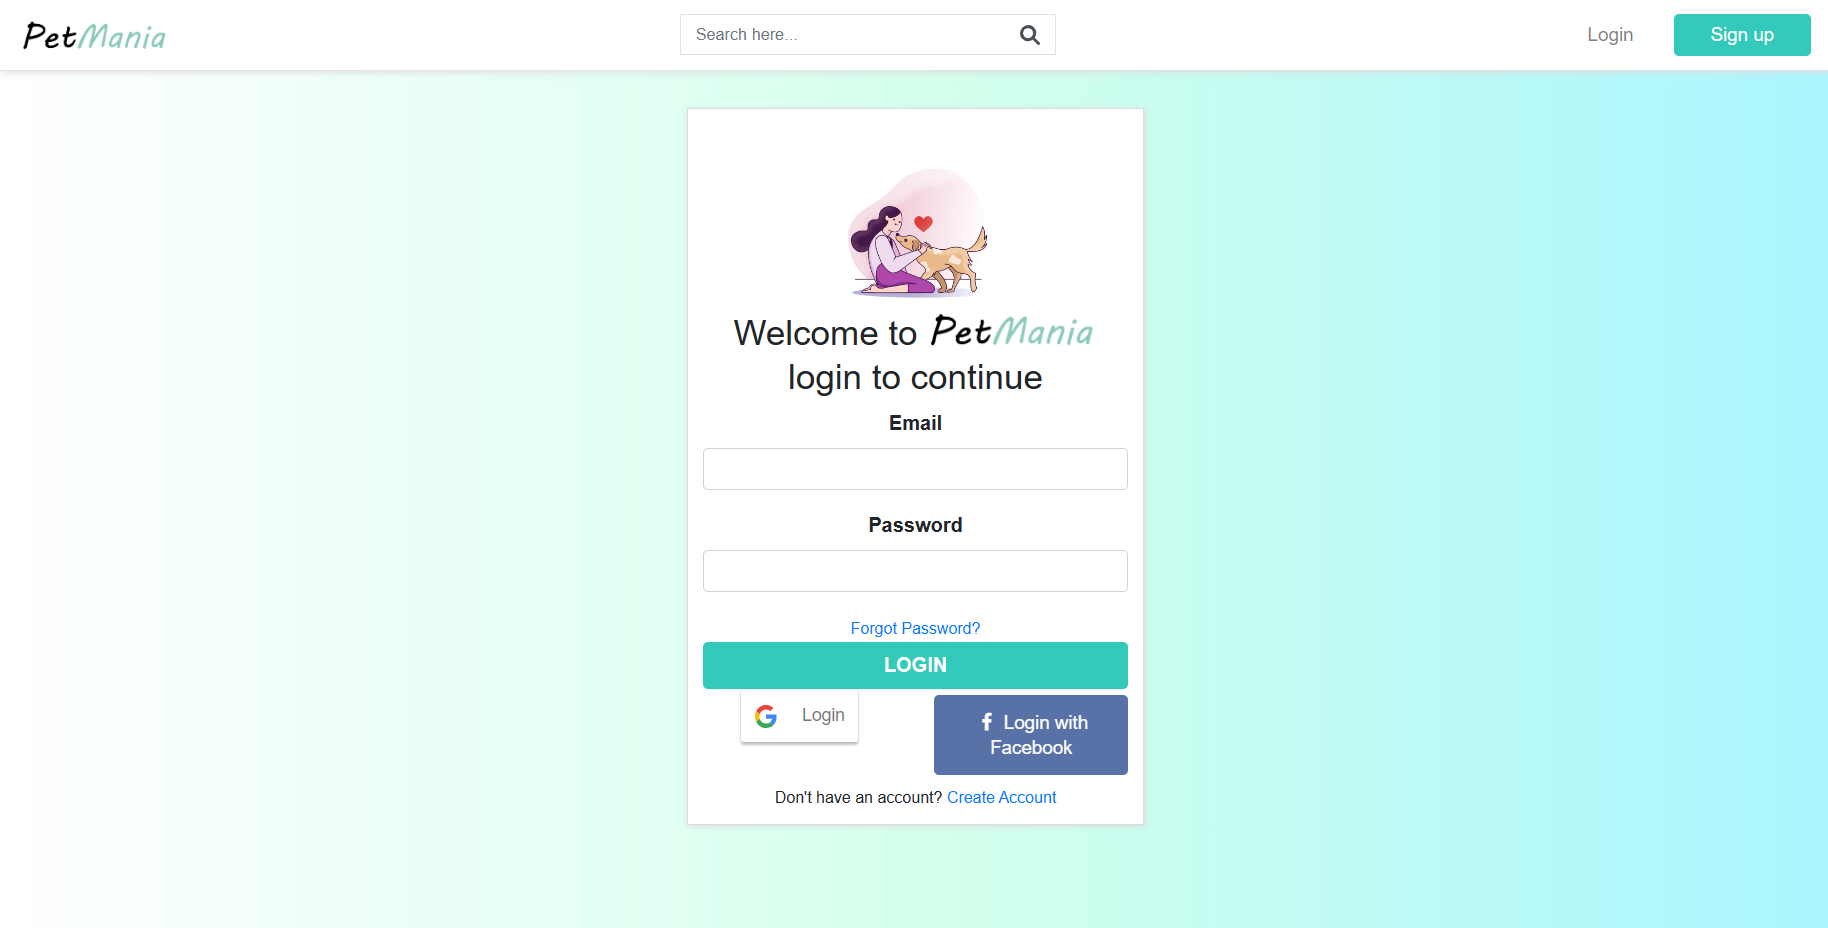 PetMania
Search here...
Login
Sign up
Welcome to PetMania
login to continue
Email
Password
Forgot Password?
LOGIN
Login
Login with
Facebook
Don't have an account? Create Account